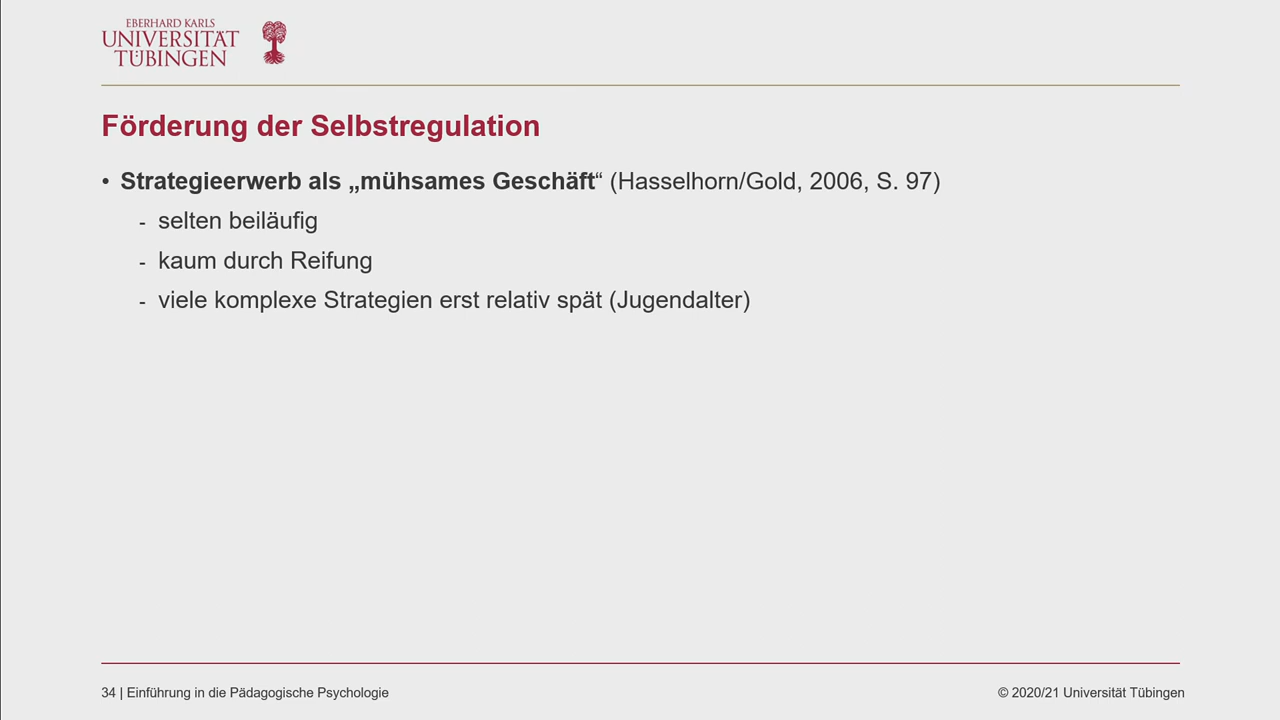 EBERHARD KARLS
UNIVERSITÄT
TÜBINGEN
Förderung der Selbstregulation
• Strategieerwerb als „mühsames Geschäft“ (Hasselhorn/Gold, 2006, S. 97)
- selten beiläufig
- kaum durch Reifung
- viele komplexe Strategien erst relativ spät (Jugendalter)
34 | Einführung in die Pädagogische Psychologie
© 2020/21 Universität Tübingen